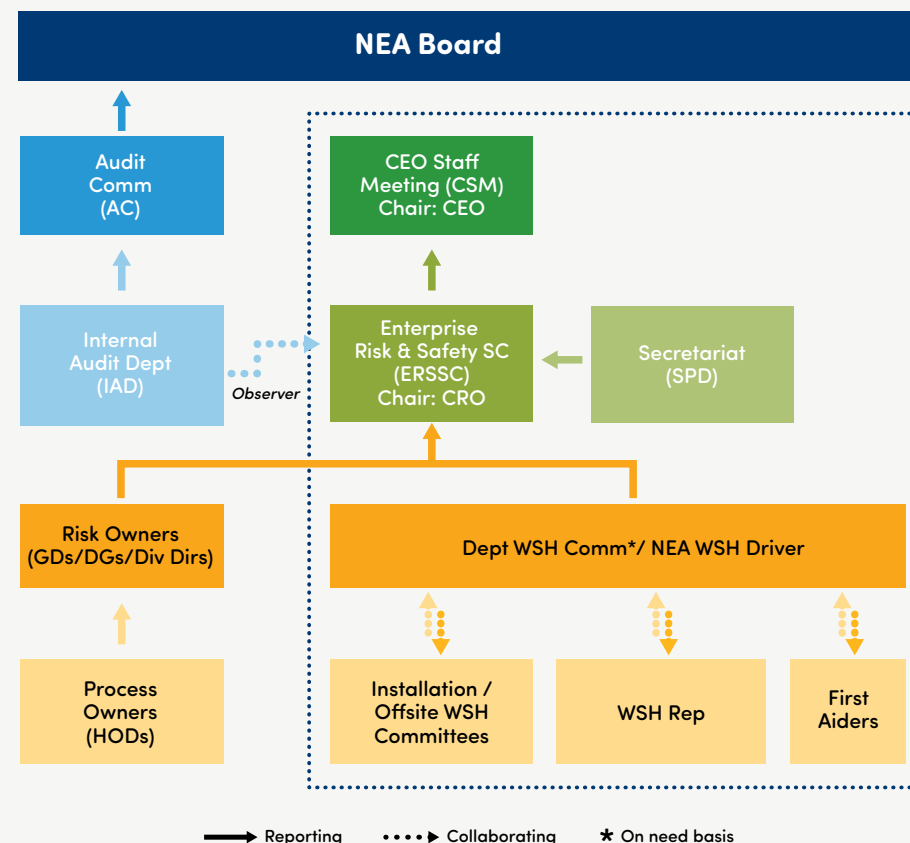 NEA Board
Audit
Comm
(AC)
CEO Staff
Meeting (CSM)
Chair: CEO
Internal
Audit Dept
(IAD)
Observer
Enterprise
Risk & Safety SC
(ERSSC)
Chair: CRO
Secretariat
(SPD)
Risk Owners
(GDs/DGs/Div Dirs)
Dept WSH Comm*/ NEA WSH Driver
Process
Owners
(HODs)
Installation /
Offsite WSH
Committees
WSH Rep
First
Aiders
Reporting
Collaborating
* On need basis